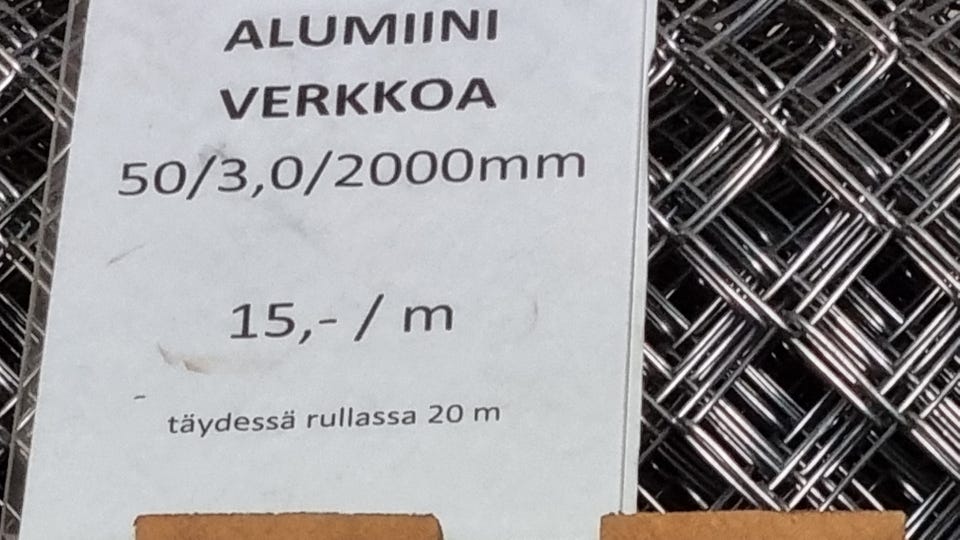 ALUMIINI
VERKKOA
50/3,0/2000mm
15,- / m
täydessä rullassa 20 m